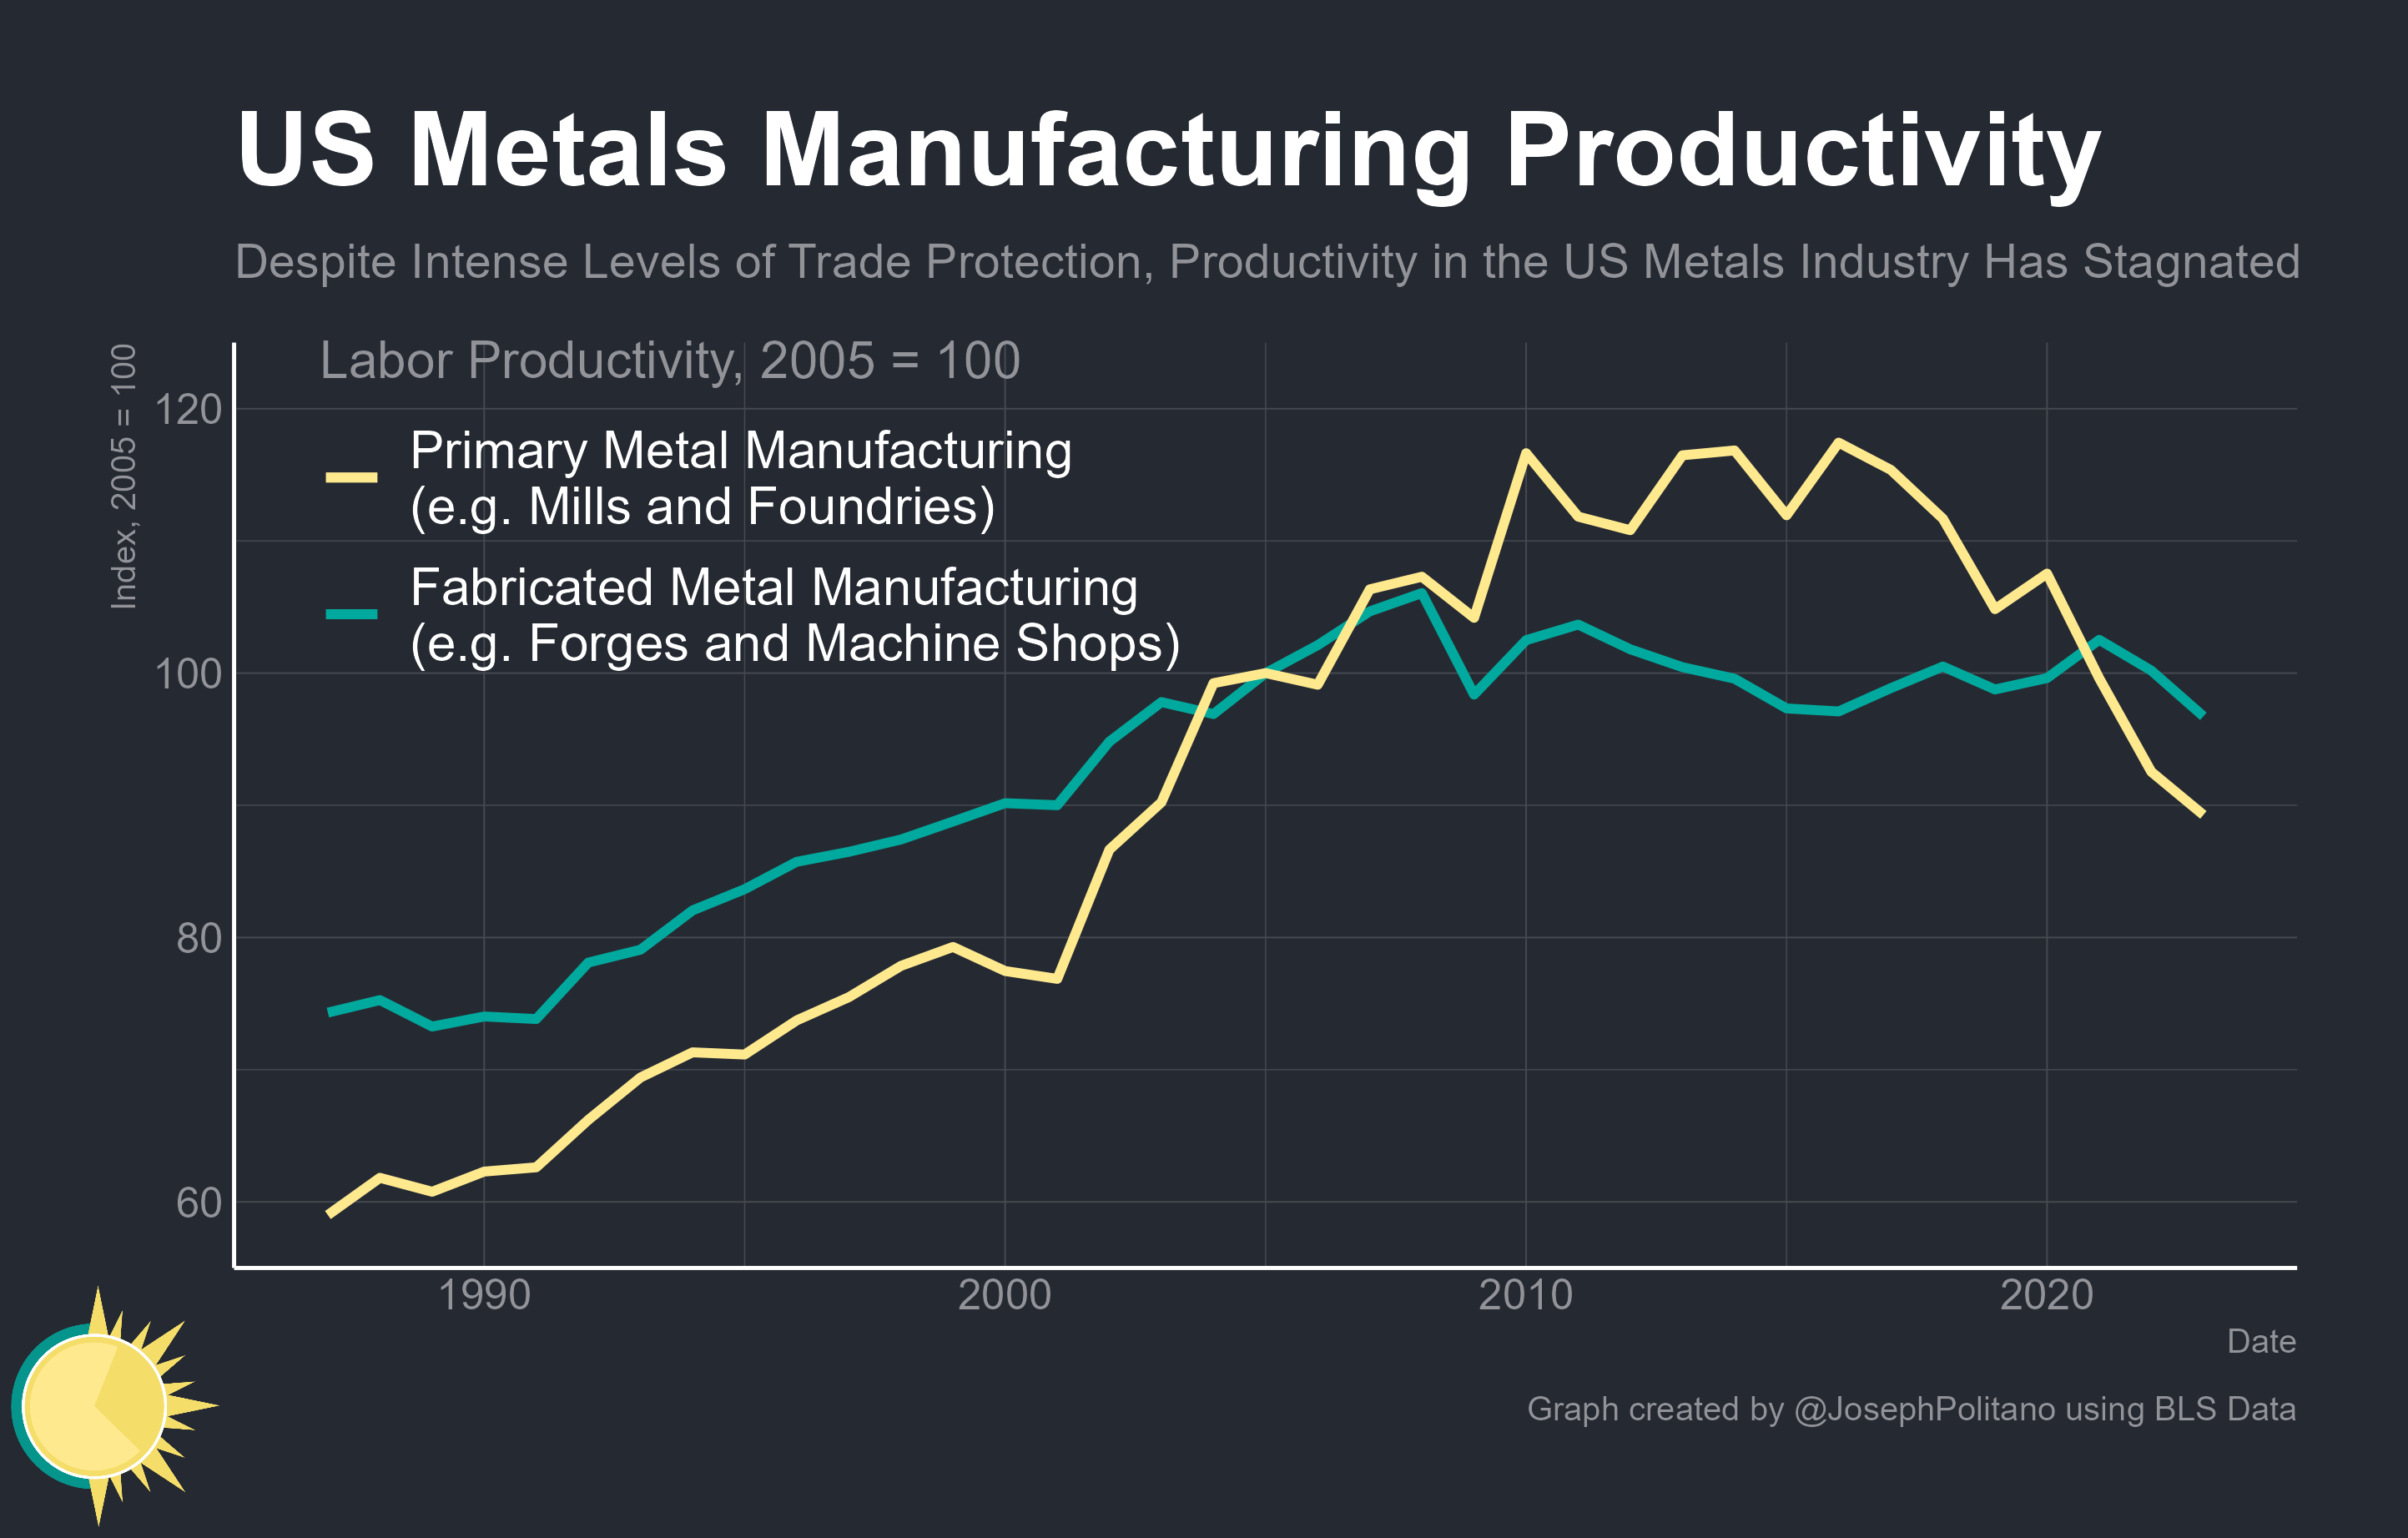 US Metals Manufacturing Productivity
Despite Intense Levels of Trade Protection, Productivity in the US Metals Industry Has Stagnated
Index, 2005 = 100
Labor Productivity, 2005 = 100
Primary Metal Manufacturing
(e.g. Mills and Foundries)
Fabricated Metal Manufacturing
(e.g. Forges and Machine Shops)
120
100
80
60
1990
2000
2010
2020
Date
Graph created by @JosephPolitano using BLS Data